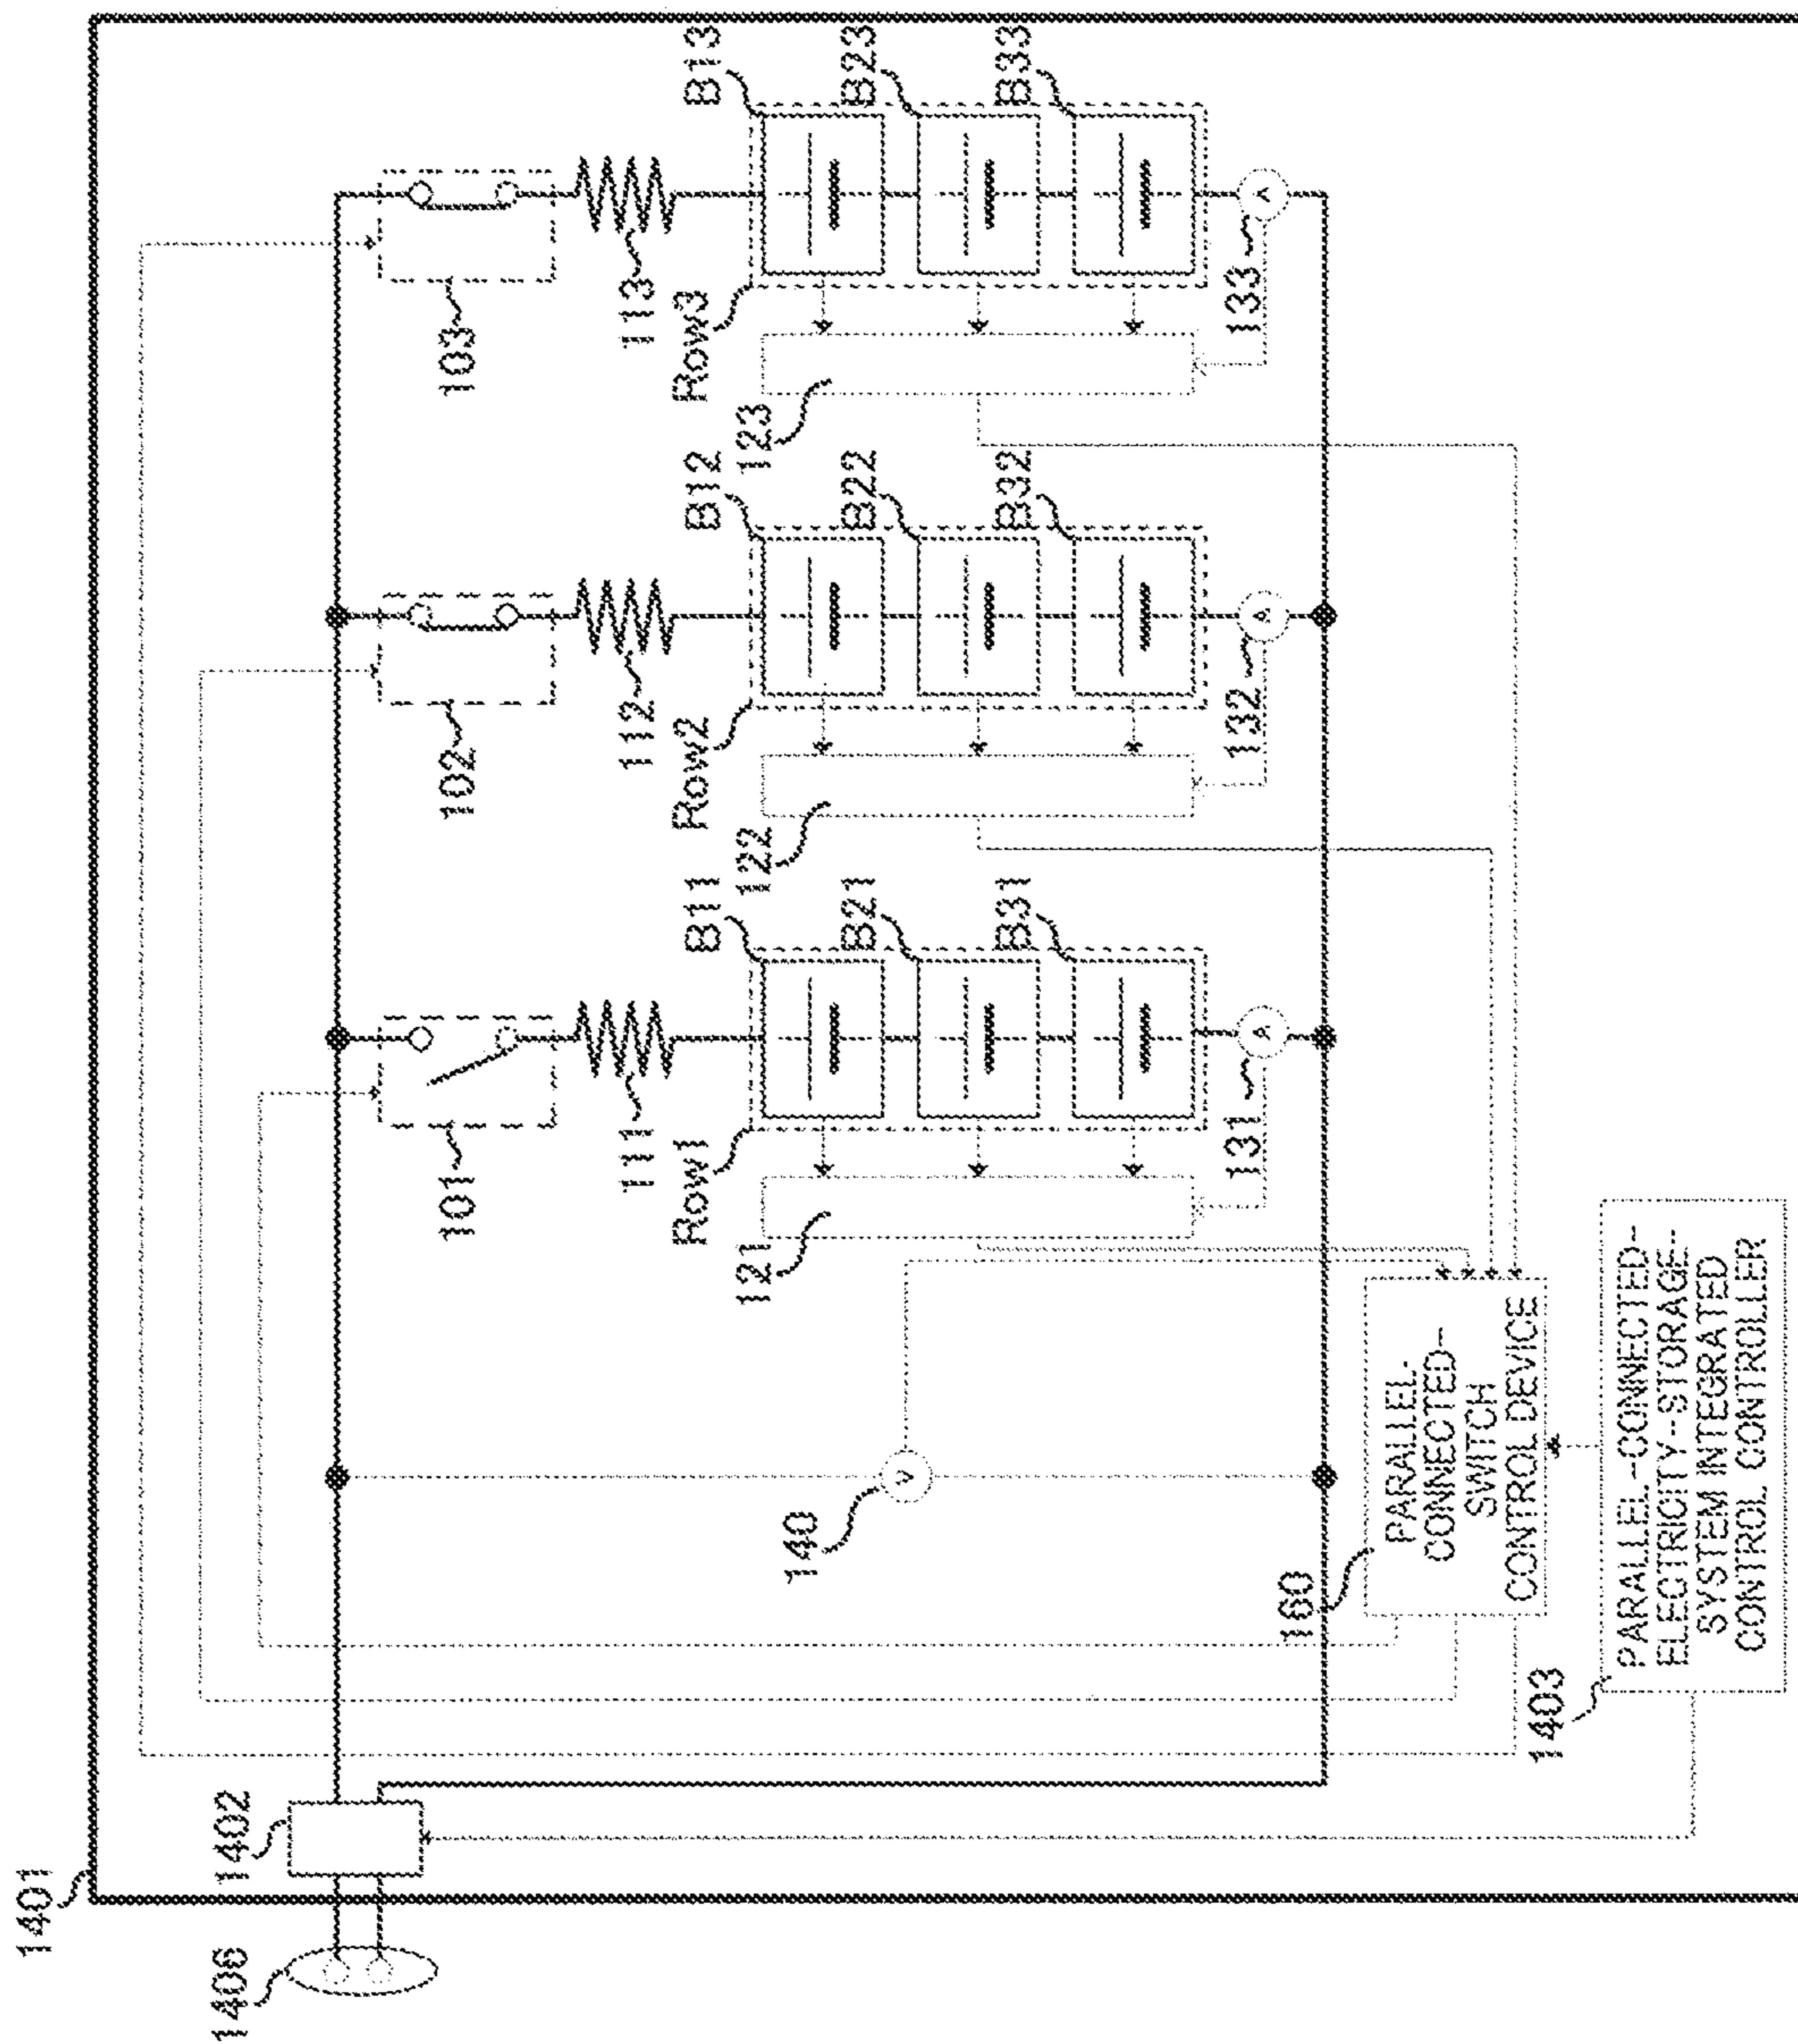 1401
1406
1402
103
102
101
113
112
111
Row3
Row2
Row1
B13
B23
B33
B12
B22
B32
B11
B21
B31
123
122
121
133
132
131
A
A
A
V
140
160
PARALLEL-
CONNECTED-
SWITCH
CONTROL DEVICE
1403
PARALLEL-CONNECTED-
ELECTRICITY-STORAGE-
SYSTEM INTEGRATED
CONTROL CONTROLLER